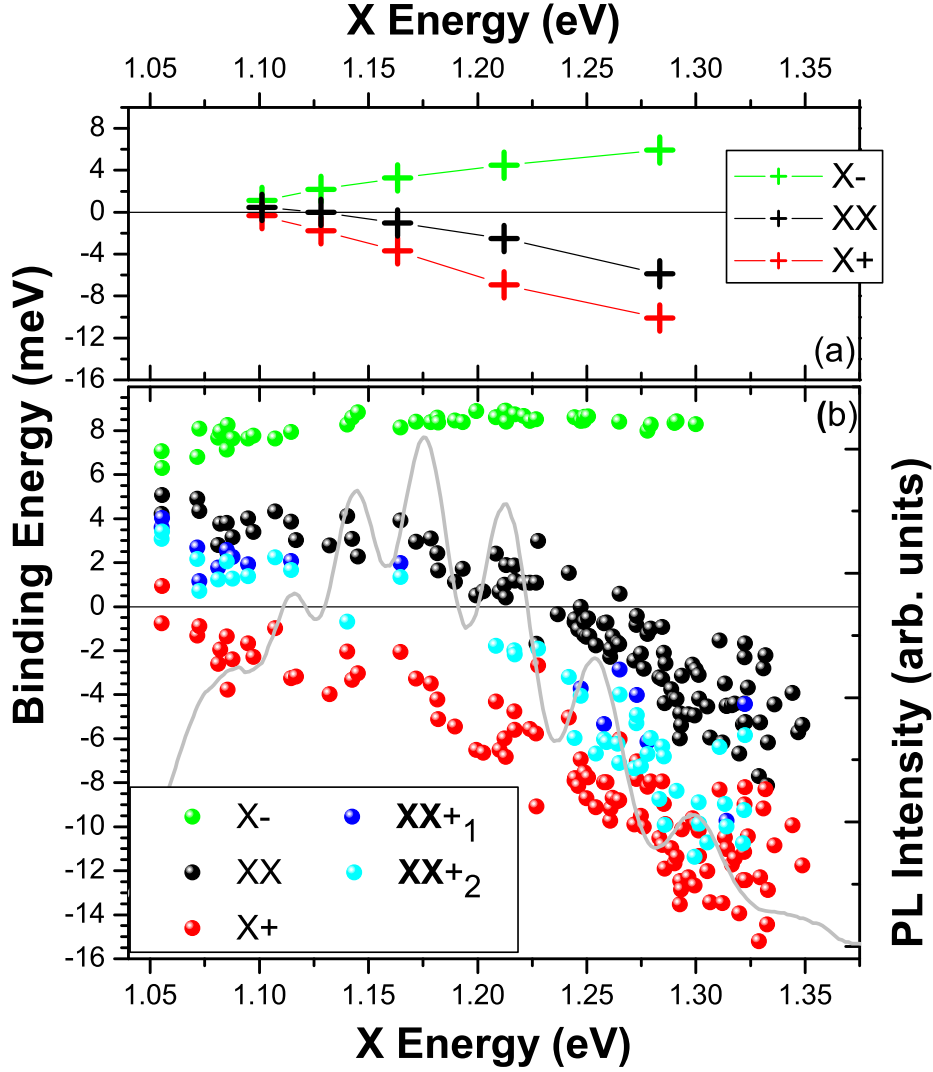 X Energy (eV)
1.05 1.10 1.15 1.20 1.25 1.30 1.35
8
4
0
-4
-8
-12
-16
X-
XX
X+
(a)
Binding Energy (meV)
(b)
8
6
4
2
0
-2
-4
-6
-8
-10
-12
-14
-16
X- XX+1
XX XX+2
X+
PL Intensity (arb. units)
1.05 1.10 1.15 1.20 1.25 1.30 1.35
X Energy (eV)